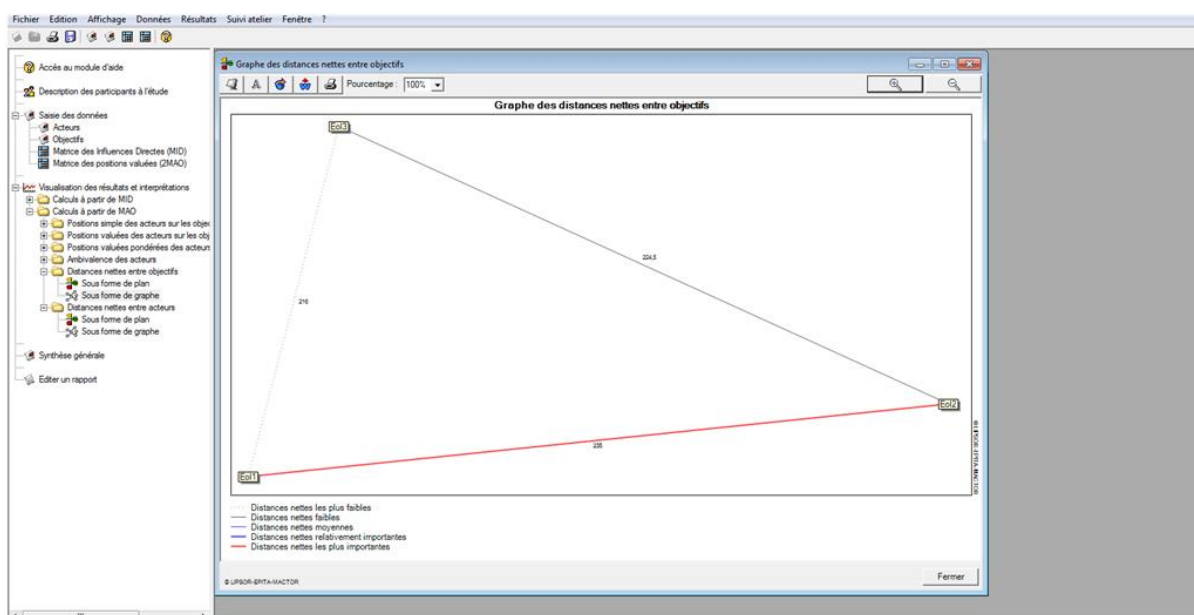 Fichier Edition Affichage Données Résultats Suivi atelier Fenêtre ?
Accès au module d'aide
Description des participants à l'étude
Saisie des données
Acteurs
Objectifs
Matrice des Influences Directes (MID)
Matrice des positions valuées (2MAO)
Visualisation des résultats et interprétations
Calculs à partir de MID
Calculs à partir de MAO
Positions simple des acteurs sur les objec
Positions valuées des acteurs sur les obj
Positions valuées pondérées des acteurs
Ambivalence des acteurs
Distances nettes entre objectifs
Sous forme de plan
Sous forme de graphe
Distances nettes entre acteurs
Sous forme de plan
Sous forme de graphe
Synthèse générale
Editer un rapport
Graphe des distances nettes entre objectifs
A
Pourcentage : 100%
Graphe des distances nettes entre objectifs
Eol3
224,5
216
Eol2
235
Eol1
© LIPSOR-EPITA-MACTOR
Distances nettes les plus faibles
Distances nettes faibles
Distances nettes moyennes
Distances nettes relativement importantes
Distances nettes les plus importantes
Fermer
© LIPSOR-EPITA-MACTOR